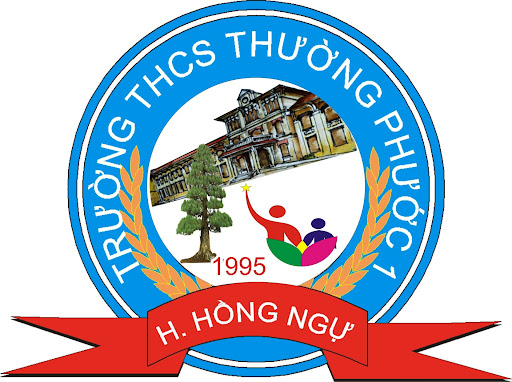 TRƯỜNG THCS THƯỜNG PHƯỚC 1
1995
H. HỒNG NGỰ